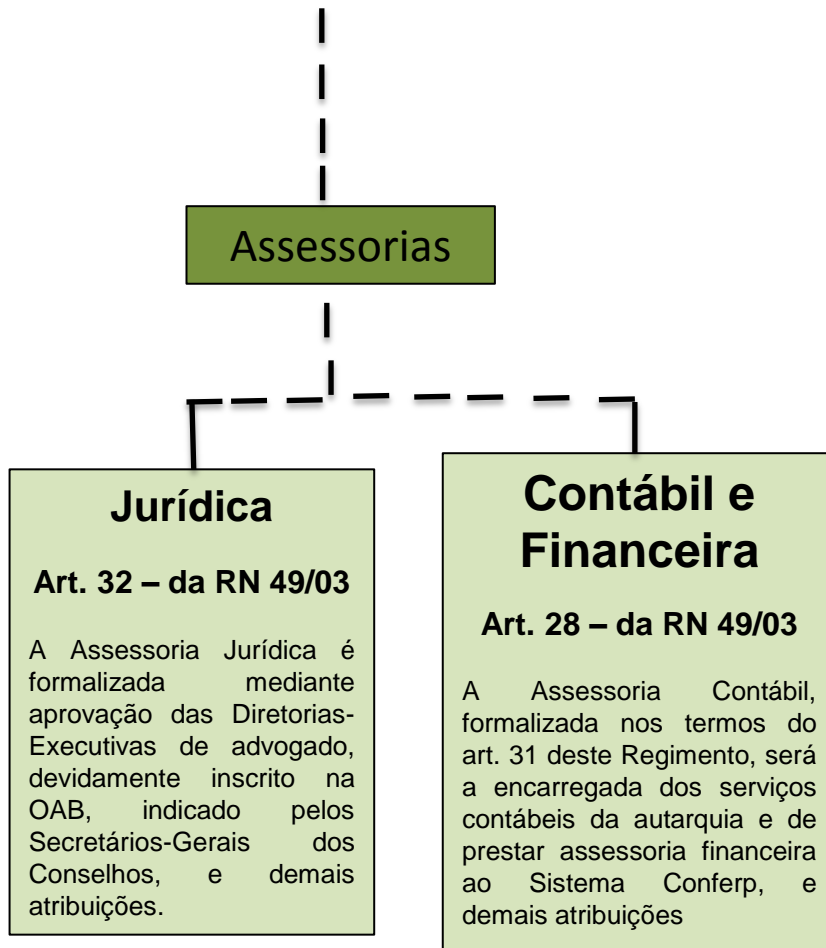 Assessorias
Jurídica
Art. 32 – da RN 49/03
A Assessoria Jurídica é
formalizada mediante
aprovação das Diretorias-
Executivas de advogado,
devidamente inscrito na
OAB, indicado pelos
Secretários-Gerais dos
Conselhos, e demais
atribuições.
Contábil e
Financeira
Art. 28 – da RN 49/03
A Assessoria Contábil,
formalizada nos termos do
art. 31 deste Regimento, será
a encarregada dos serviços
contábeis da autarquia e de
prestar assessoria financeira
ao Sistema Conferp, e
demais atribuições